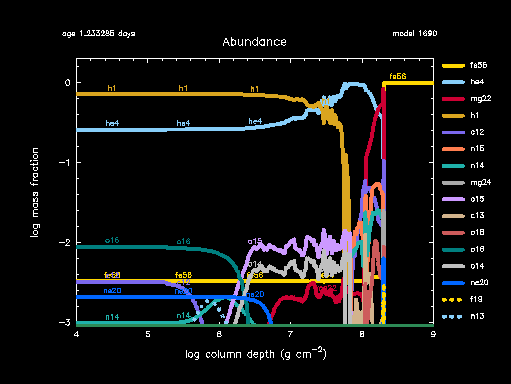 age 1.233285 days
model 1690
Abundance
fe56
0
h1 h1 h1
he4 he4 he4
−1
−2
o16 o16 o15
o14
fe56 fe56 fe56
ne20 ne20 ne20
n14 n14
−3
4 5 6 7 8 9
log column depth (g cm−2)
log mass fraction
fe56
he4
mg22
h1
c12
n15
n14
mg24
o15
c13
o18
o16
o14
ne20
f19
n13